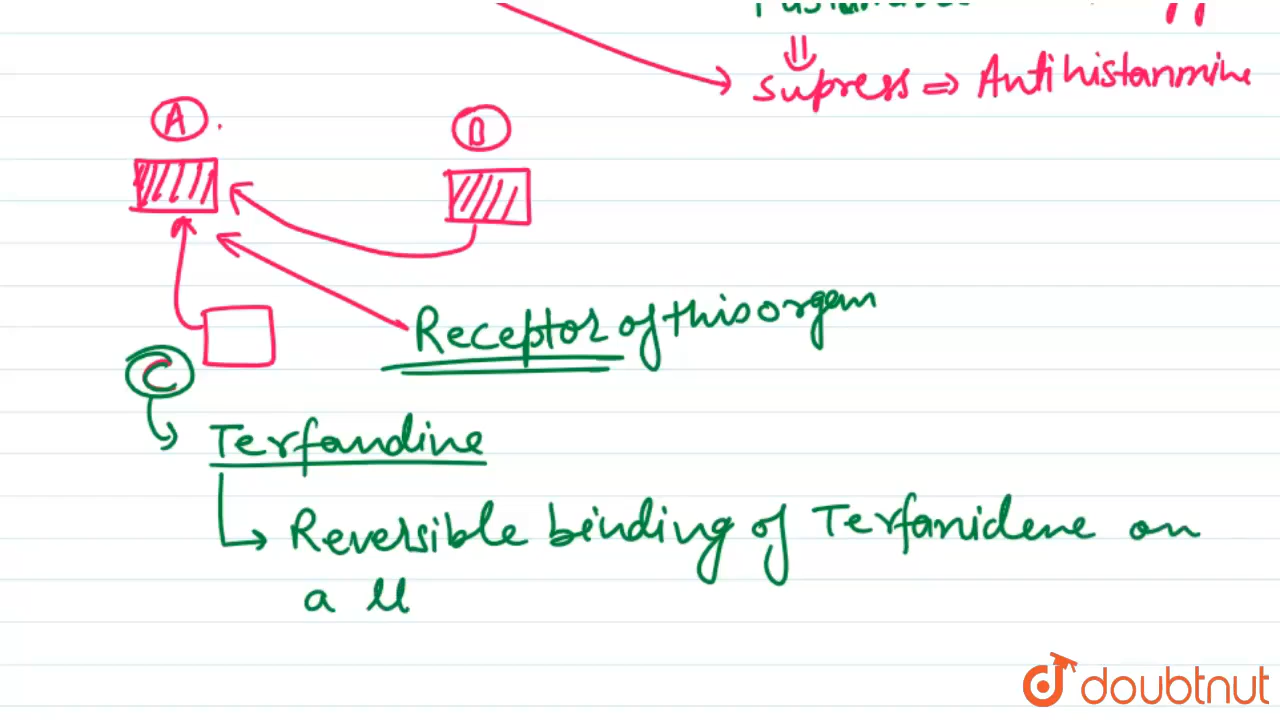 supress ⇒ Antihistanmine
A
B
Receptor of this organ
C
Terfandine
Reversible binding of Terfanidene on
a U
doubtnut